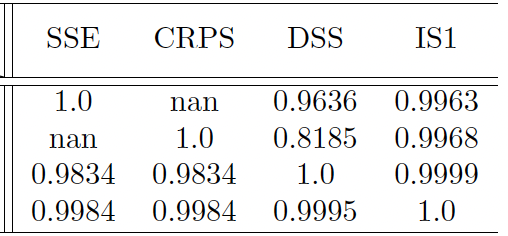 SSE CRPS DSS IS1
1.0 nan 0.9636 0.9963
nan 1.0 0.8185 0.9968
0.9834 0.9834 1.0 0.9999
0.9984 0.9984 0.9995 1.0